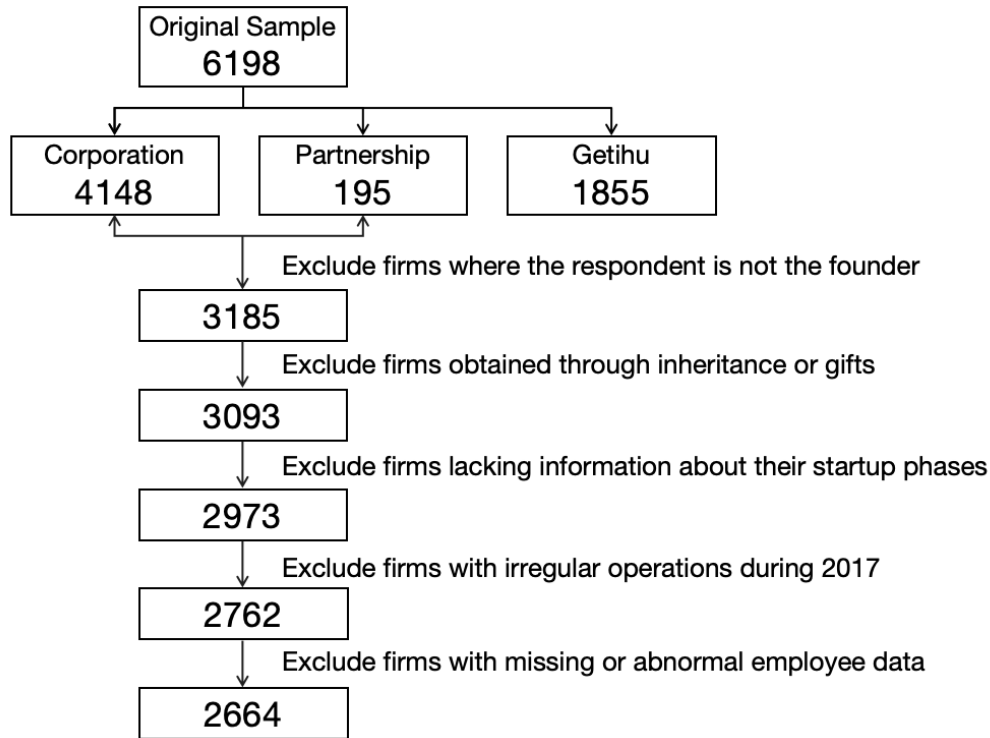 Original Sample
6198
Corporation
4148
Partnership
195
Getihu
1855
Exclude firms where the respondent is not the founder
3185
Exclude firms obtained through inheritance or gifts
3093
Exclude firms lacking information about their startup phases
2973
Exclude firms with irregular operations during 2017
2762
Exclude firms with missing or abnormal employee data
2664